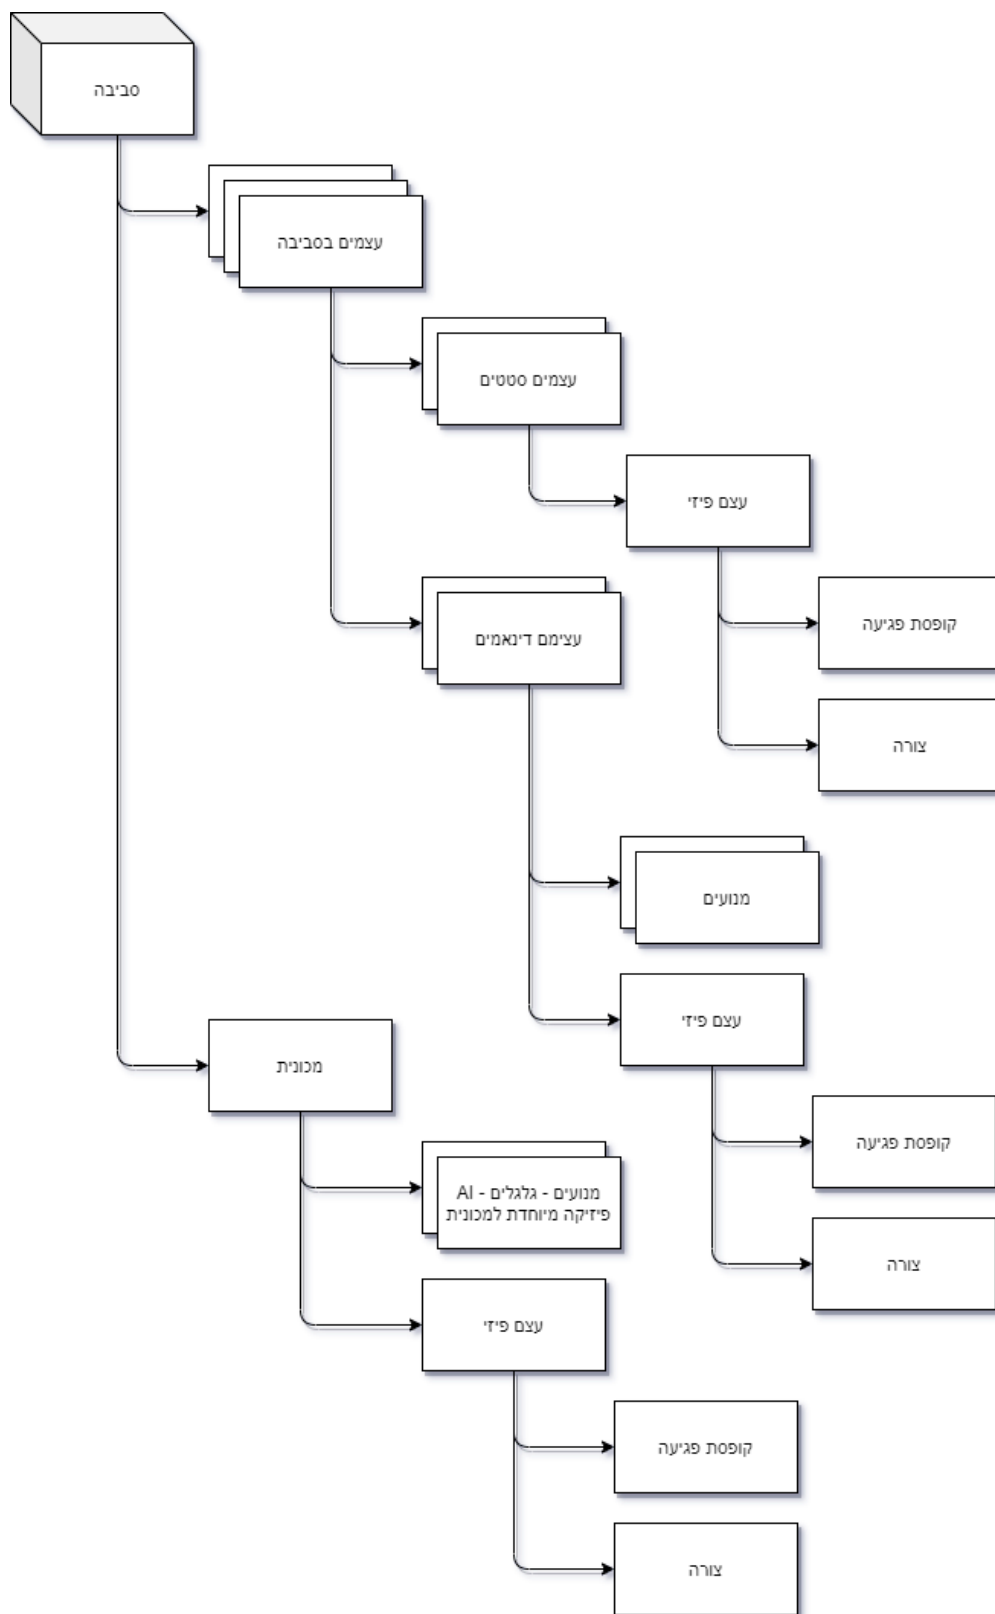 סביבה
עצמים בסביבה
עצמים סטטים
עצם פיזי
קופסת פגיעה
צורה
עצימם דינאמים
מנועים
עצם פיזי
קופסת פגיעה
צורה
מכונית
מנועים - גלגלים - AI
פיזיקה מיוחדת למכונית
עצם פיזי
קופסת פגיעה
צורה